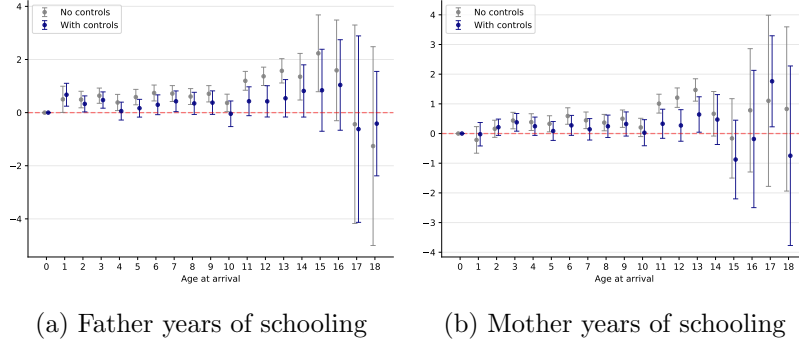 No controls
With controls
4
2
0
−2
−4
0 1 2 3 4 5 6 7 8 9 10 11 12 13 14 15 16 17 18
Age at arrival
(a) Father years of schooling
No controls
With controls
4
3
2
1
0
−1
−2
−3
−4
0 1 2 3 4 5 6 7 8 9 10 11 12 13 14 15 16 17 18
Age at arrival
(b) Mother years of schooling